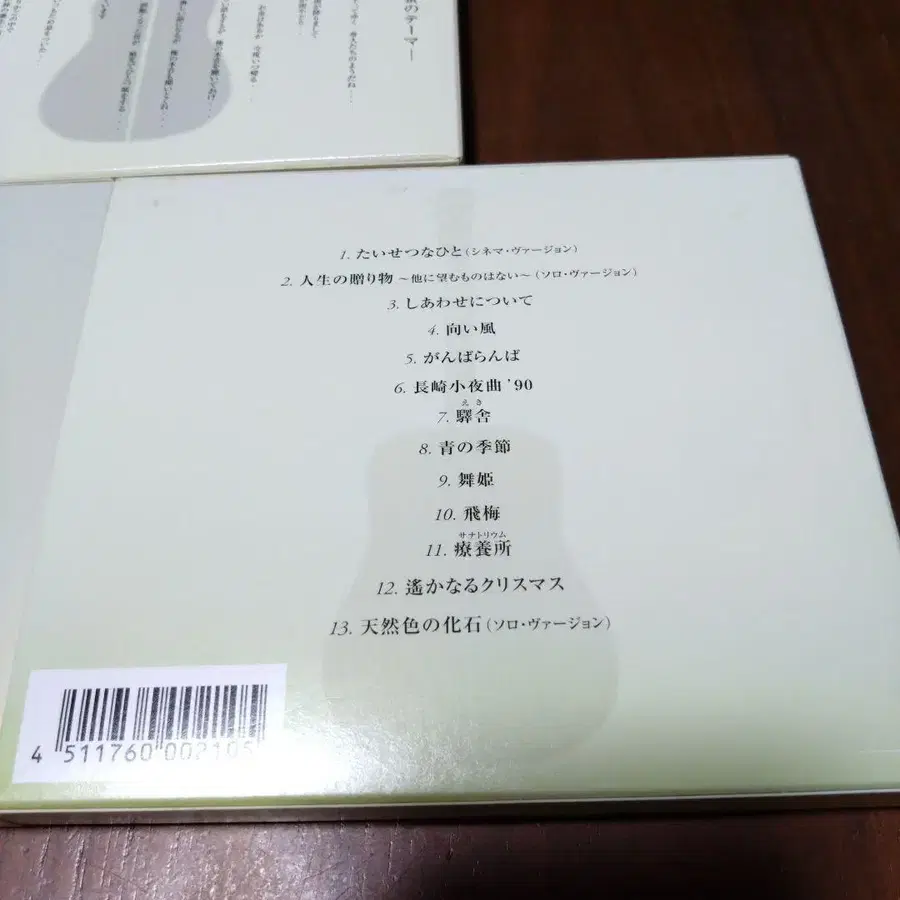 のテーマ
1. たいせつなひと(シネマ・ヴァージョン)
2. 人生の贈り物 ~他に望むものはない~(ソロ・ヴァージョン)
3. しあわせについて
4. 向い風
5. がんばらんば
6. 長崎小夜曲 '90
えき
7. 驛舎
8. 青の季節
9. 舞姫
10. 飛梅
サナトリウム
11. 療養所
12. 遙かなるクリスマス
13. 天然色の化石(ソロ・ヴァージョン)
4 511760 002105